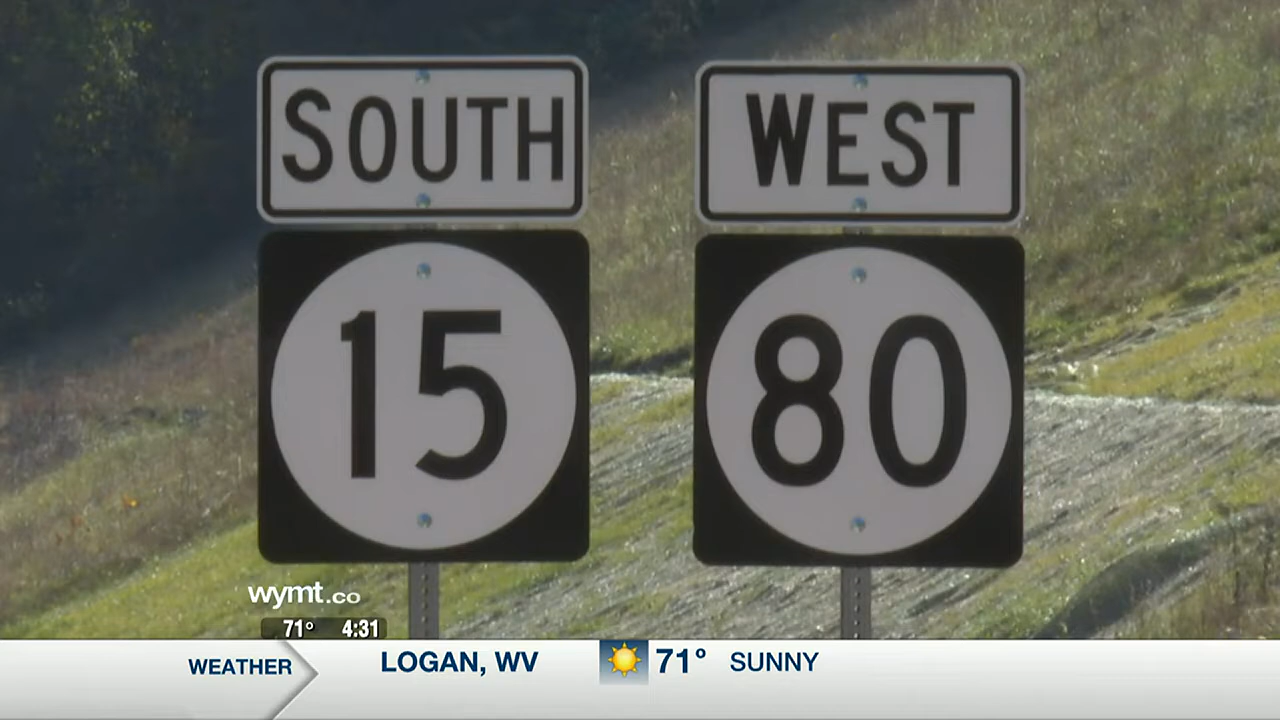 SOUTH
WEST
15
80
wymt.co
71° 4:31
WEATHER
LOGAN, WV
71° SUNNY